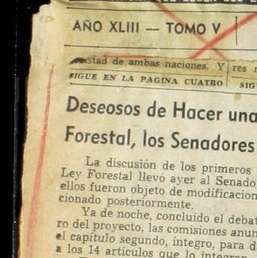 AÑO XLIII — TOMO V
de ambas naciones. Y
SIGUE EN LA PAGINA CUATRO
Deseosos de Hacer una
Forestal, los Senadores
La discusión de los primeros
Ley Forestal llevó ayer al Senado
ellos fueron objeto de modificacion
cionado posteriormente.
Ya de noche, concluido el debat
ro del proyecto, las comisiones anun
el capítulo segundo, íntegro, para d
a los 14 artículos que lo integran